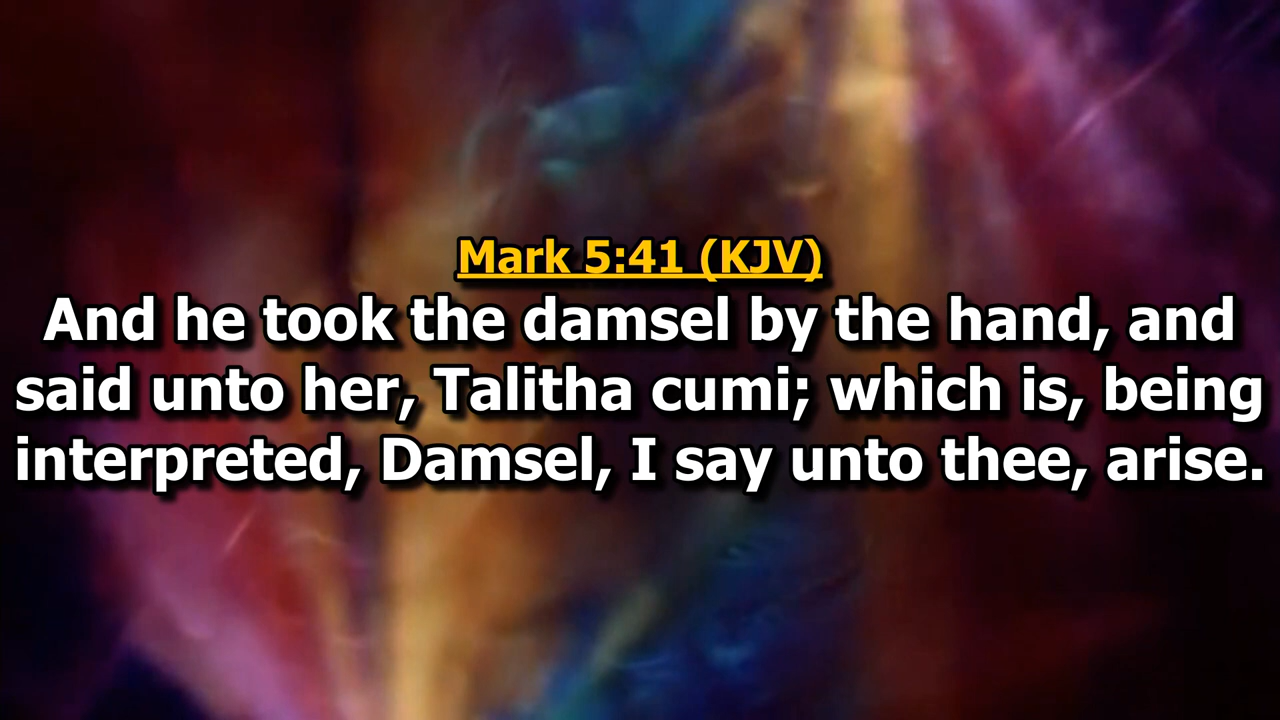 Mark 5:41 (KJV)
And he took the damsel by the hand, and
said unto her, Talitha cumi; which is, being
interpreted, Damsel, I say unto thee, arise.